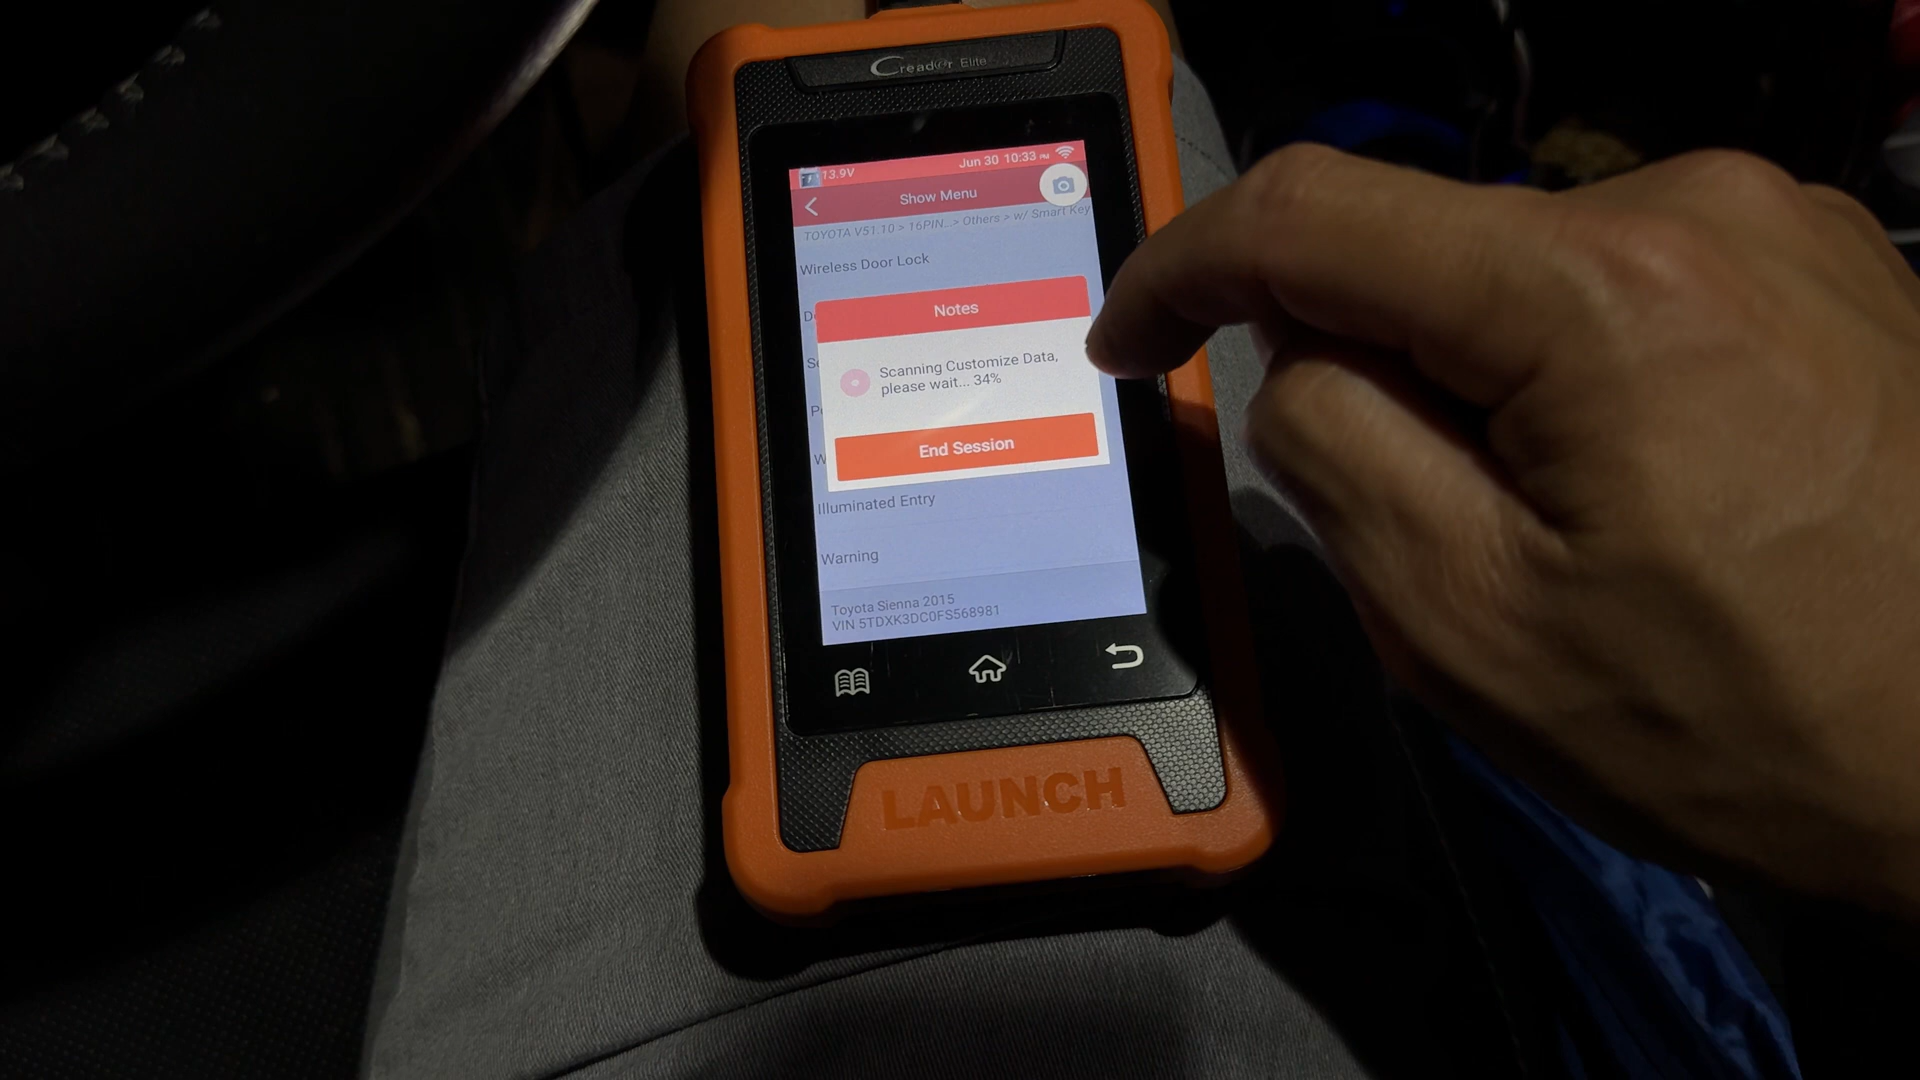 Creader Elite
13.9V Jun 30 10:33 PM
Show Menu
TOYOTA V51.10 > 16PIN...> Others > w/ Smart Key
Wireless Door Lock
Notes
Scanning Customize Data,
please wait... 34%
End Session
Illuminated Entry
Warning
Toyota Sienna 2015
VIN 5TDXK3DC0FS568981
LAUNCH